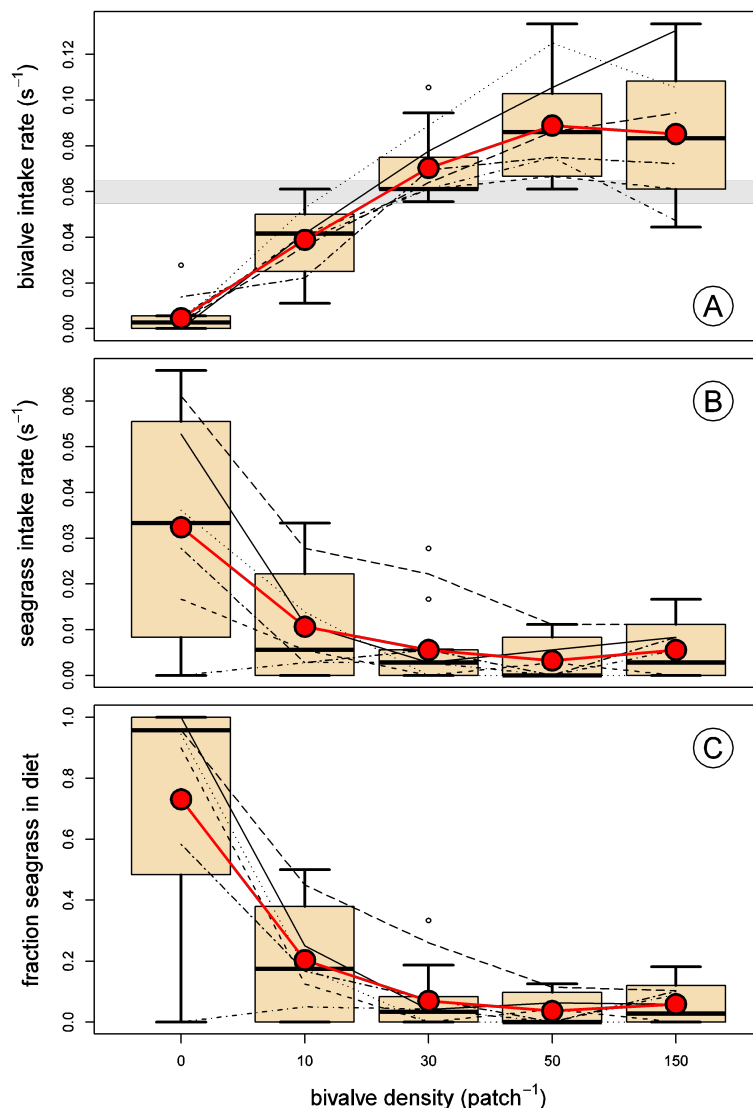 bivalve intake rate (s⁻¹)
0.12
0.10
0.08
0.06
0.04
0.02
0.00
A
seagrass intake rate (s⁻¹)
0.06
0.05
0.04
0.03
0.02
0.01
0.00
B
fraction seagrass in diet
1.0
0.8
0.6
0.4
0.2
0.0
C
0 10 30 50 150
bivalve density (patch⁻¹)